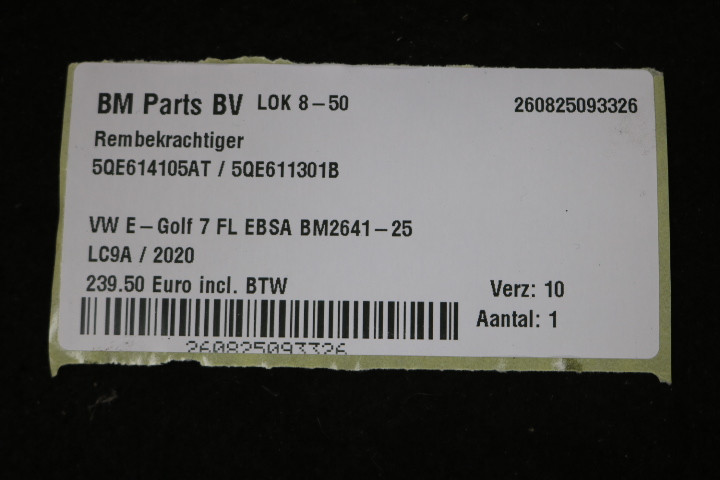 BM Parts BV LOK 8-50 260825093326
Rembekrachtiger
5QE614105AT / 5QE611301B
VW E-Golf 7 FL EBSA BM2641-25
LC9A / 2020
239.50 Euro incl. BTW Verz: 10
Aantal: 1
260825093326